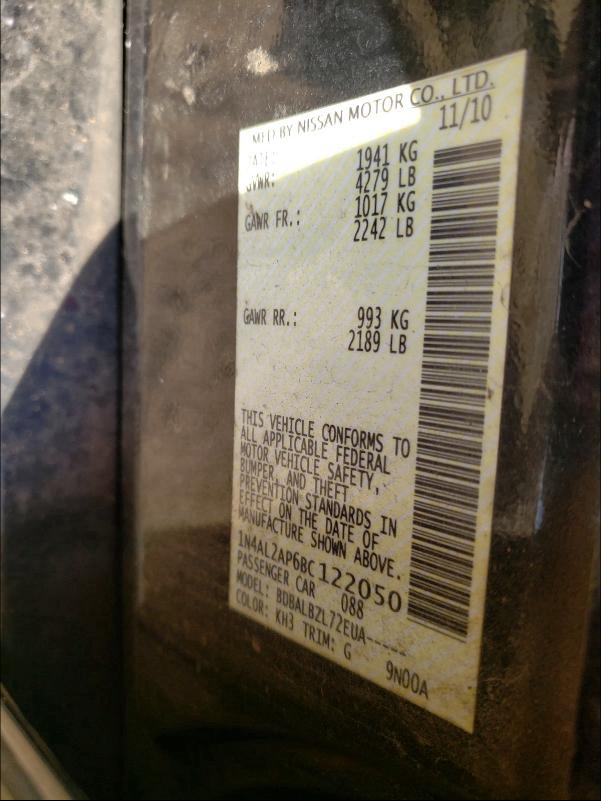 MFD BY NISSAN MOTOR CO., LTD.
DATE: 11/10
GVWR: 1941 KG
4279 LB
GAWR FR.: 1017 KG
2242 LB
GAWR RR.: 993 KG
2189 LB
THIS VEHICLE CONFORMS TO
ALL APPLICABLE FEDERAL
MOTOR VEHICLE SAFETY,
BUMPER, AND THEFT
PREVENTION STANDARDS IN
EFFECT ON THE DATE OF
MANUFACTURE SHOWN ABOVE.
1N4AL2AP6BC122050
PASSENGER CAR 088
MODEL: BDBALBZL72EUA-----
COLOR: KH3 TRIM: G 9N00A